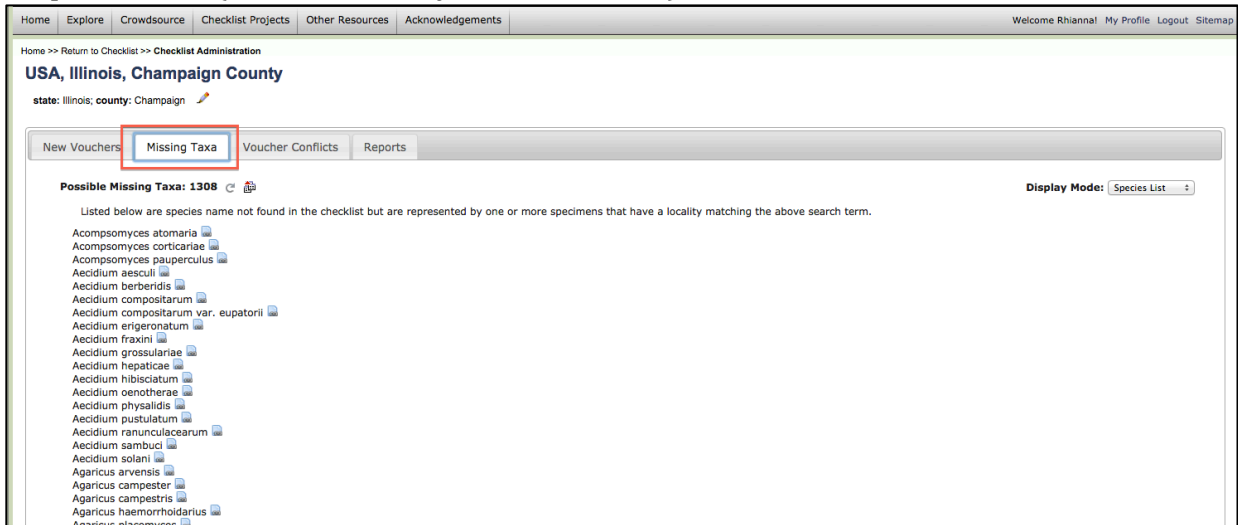 Home Explore Crowdsource Checklist Projects Other Resources Acknowledgements Welcome Rhianna! My Profile Logout Sitemap
Home >> Return to Checklist >> Checklist Administration
USA, Illinois, Champaign County
state: Illinois; county: Champaign
New Vouchers Missing Taxa Voucher Conflicts Reports
Possible Missing Taxa: 1308 Display Mode: Species List
Listed below are species name not found in the checklist but are represented by one or more specimens that have a locality matching the above search term.
Acompsomyces atomaria
Acompsomyces corticariae
Acompsomyces pauperculus
Aecidium aesculi
Aecidium berberidis
Aecidium compositarum
Aecidium compositarum var. eupatorii
Aecidium erigeronatum
Aecidium fraxini
Aecidium grossulariae
Aecidium hepaticae
Aecidium hibisciatum
Aecidium oenotherae
Aecidium physalidis
Aecidium pustulatum
Aecidium ranunculacearum
Aecidium sambuci
Aecidium solani
Agaricus arvensis
Agaricus campester
Agaricus campestris
Agaricus haemorrhoidarius
Agaricus placomyces